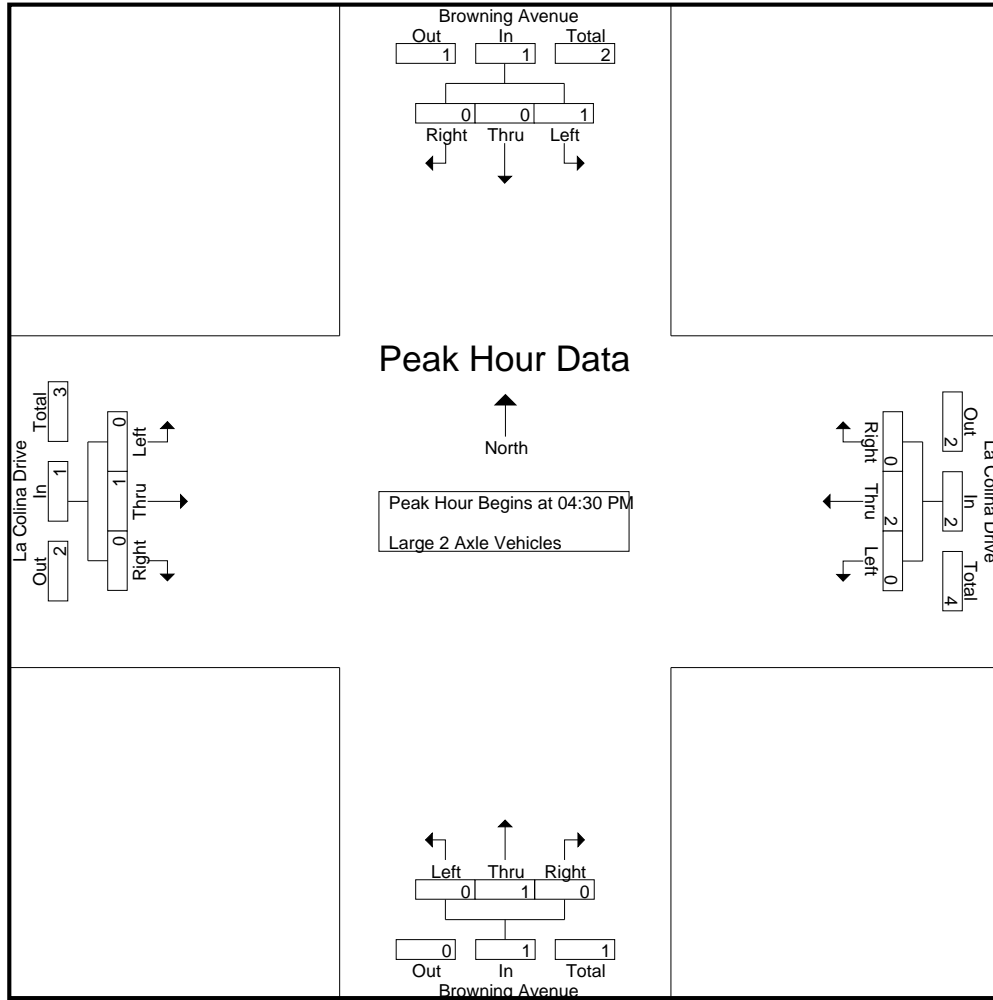 Browning Avenue
Out In Total
1 1 2
0 0 1
Right Thru Left
Peak Hour Data
North
Peak Hour Begins at 04:30 PM
Large 2 Axle Vehicles
La Colina Drive
Out In Total
2 1 3
Left Thru Right
0 1 0
La Colina Drive
Out In Total
2 2 4
Right Thru Left
0 2 0
Left Thru Right
0 1 0
0 1 1
Out In Total
Browning Avenue